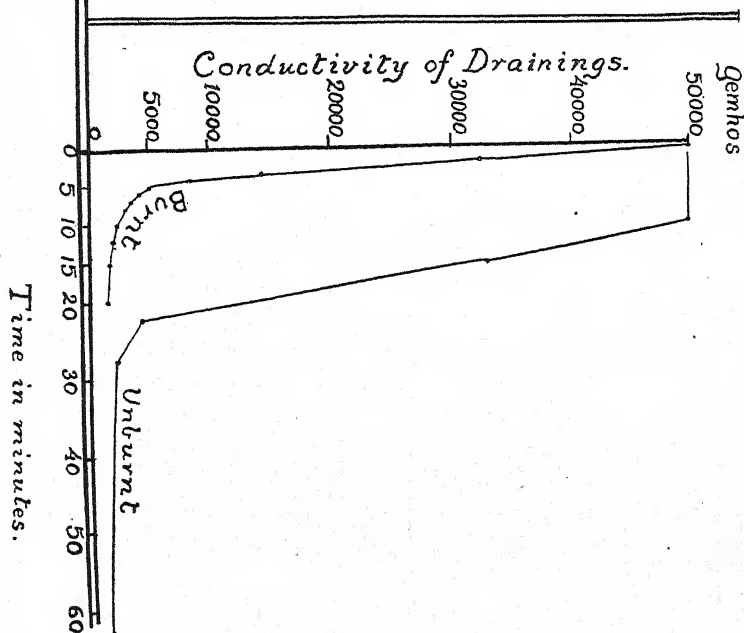 gemhos
Conductivity of Drainings.
0 5000 10000 20000 30000 40000 50000
0 5 10 15 20 30 40 50 60
Burnt
Unburnt
Time in minutes.